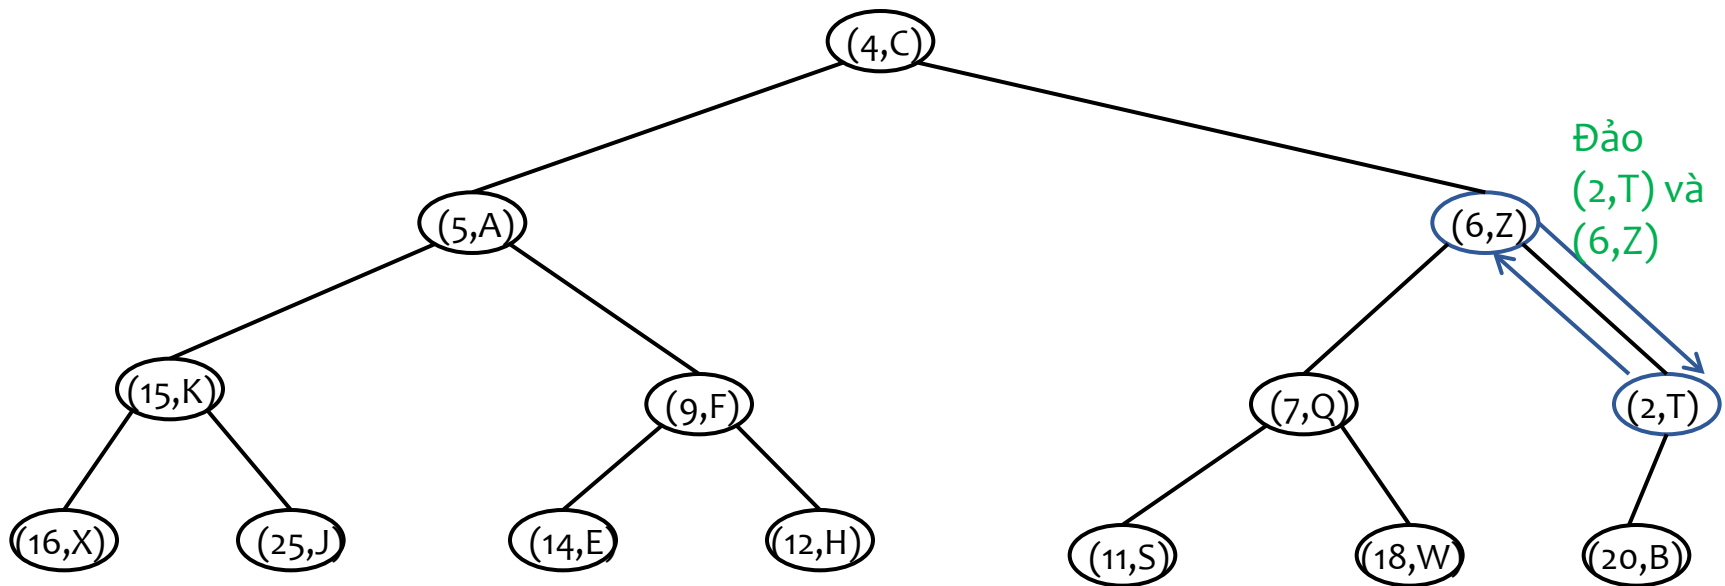 (4,C)
Đảo
(2,T) và
(6,Z)
(5,A)
(6,Z)
(15,K)
(9,F)
(7,Q)
(2,T)
(16,X)
(25,J)
(14,E)
(12,H)
(11,S)
(18,W)
(20,B)